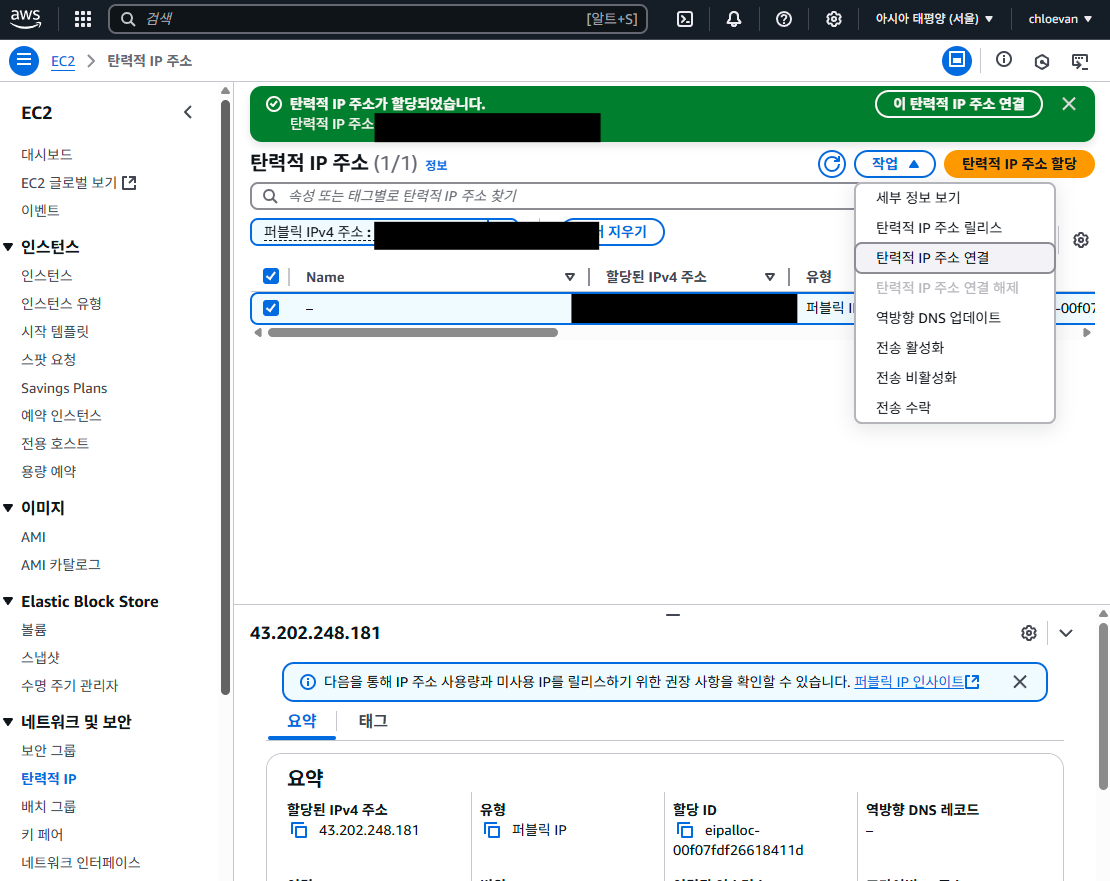 aws
검색
[알트+S]
아시아 태평양 (서울)
chloevan
EC2
탄력적 IP 주소
EC2
대시보드
EC2 글로벌 보기
이벤트
인스턴스
인스턴스
인스턴스 유형
시작 템플릿
스팟 요청
Savings Plans
예약 인스턴스
전용 호스트
용량 예약
이미지
AMI
AMI 카탈로그
Elastic Block Store
볼륨
스냅샷
수명 주기 관리자
네트워크 및 보안
보안 그룹
탄력적 IP
배치 그룹
키 페어
네트워크 인터페이스
탄력적 IP 주소가 할당되었습니다.
탄력적 IP 주소
이 탄력적 IP 주소 연결
탄력적 IP 주소 (1/1) 정보
작업
탄력적 IP 주소 할당
속성 또는 태그별로 탄력적 IP 주소 찾기
퍼블릭 IPv4 주소 :
지우기
세부 정보 보기
탄력적 IP 주소 릴리스
탄력적 IP 주소 연결
탄력적 IP 주소 연결 해제
역방향 DNS 업데이트
전송 활성화
전송 비활성화
전송 수락
Name
할당된 IPv4 주소
유형
–
퍼블릭
-00f07
43.202.248.181
다음을 통해 IP 주소 사용량과 미사용 IP를 릴리스하기 위한 권장 사항을 확인할 수 있습니다. 퍼블릭 IP 인사이트
요약
태그
요약
할당된 IPv4 주소
43.202.248.181
유형
퍼블릭 IP
할당 ID
eipalloc-
00f07fdf26618411d
역방향 DNS 레코드
–